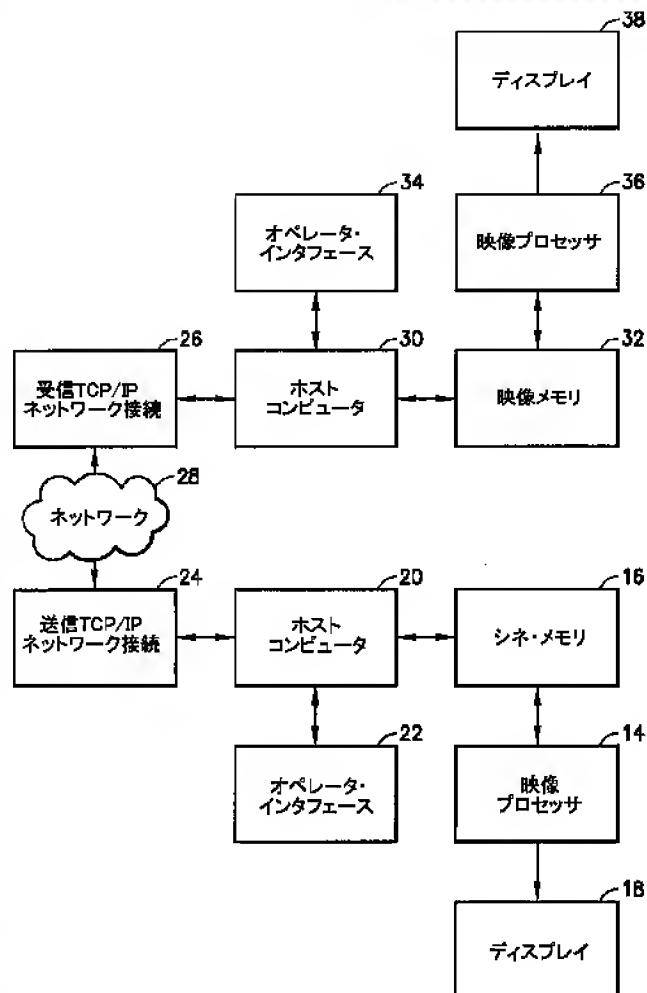 38
ディスプレイ
34
36
オペレータ・
インタフェース
映像プロセッサ
26
30
32
受信TCP/IP
ネットワーク接続
ホスト
コンピュータ
映像メモリ
28
ネットワーク
24
20
16
送信TCP/IP
ネットワーク接続
ホスト
コンピュータ
シネ・メモリ
22
14
オペレータ・
インタフェース
映像
プロセッサ
18
ディスプレイ